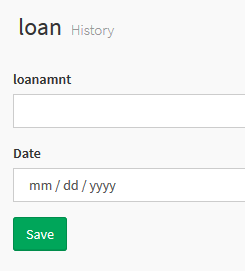 loan History
loanamnt
Date
mm / dd / yyyy
Save